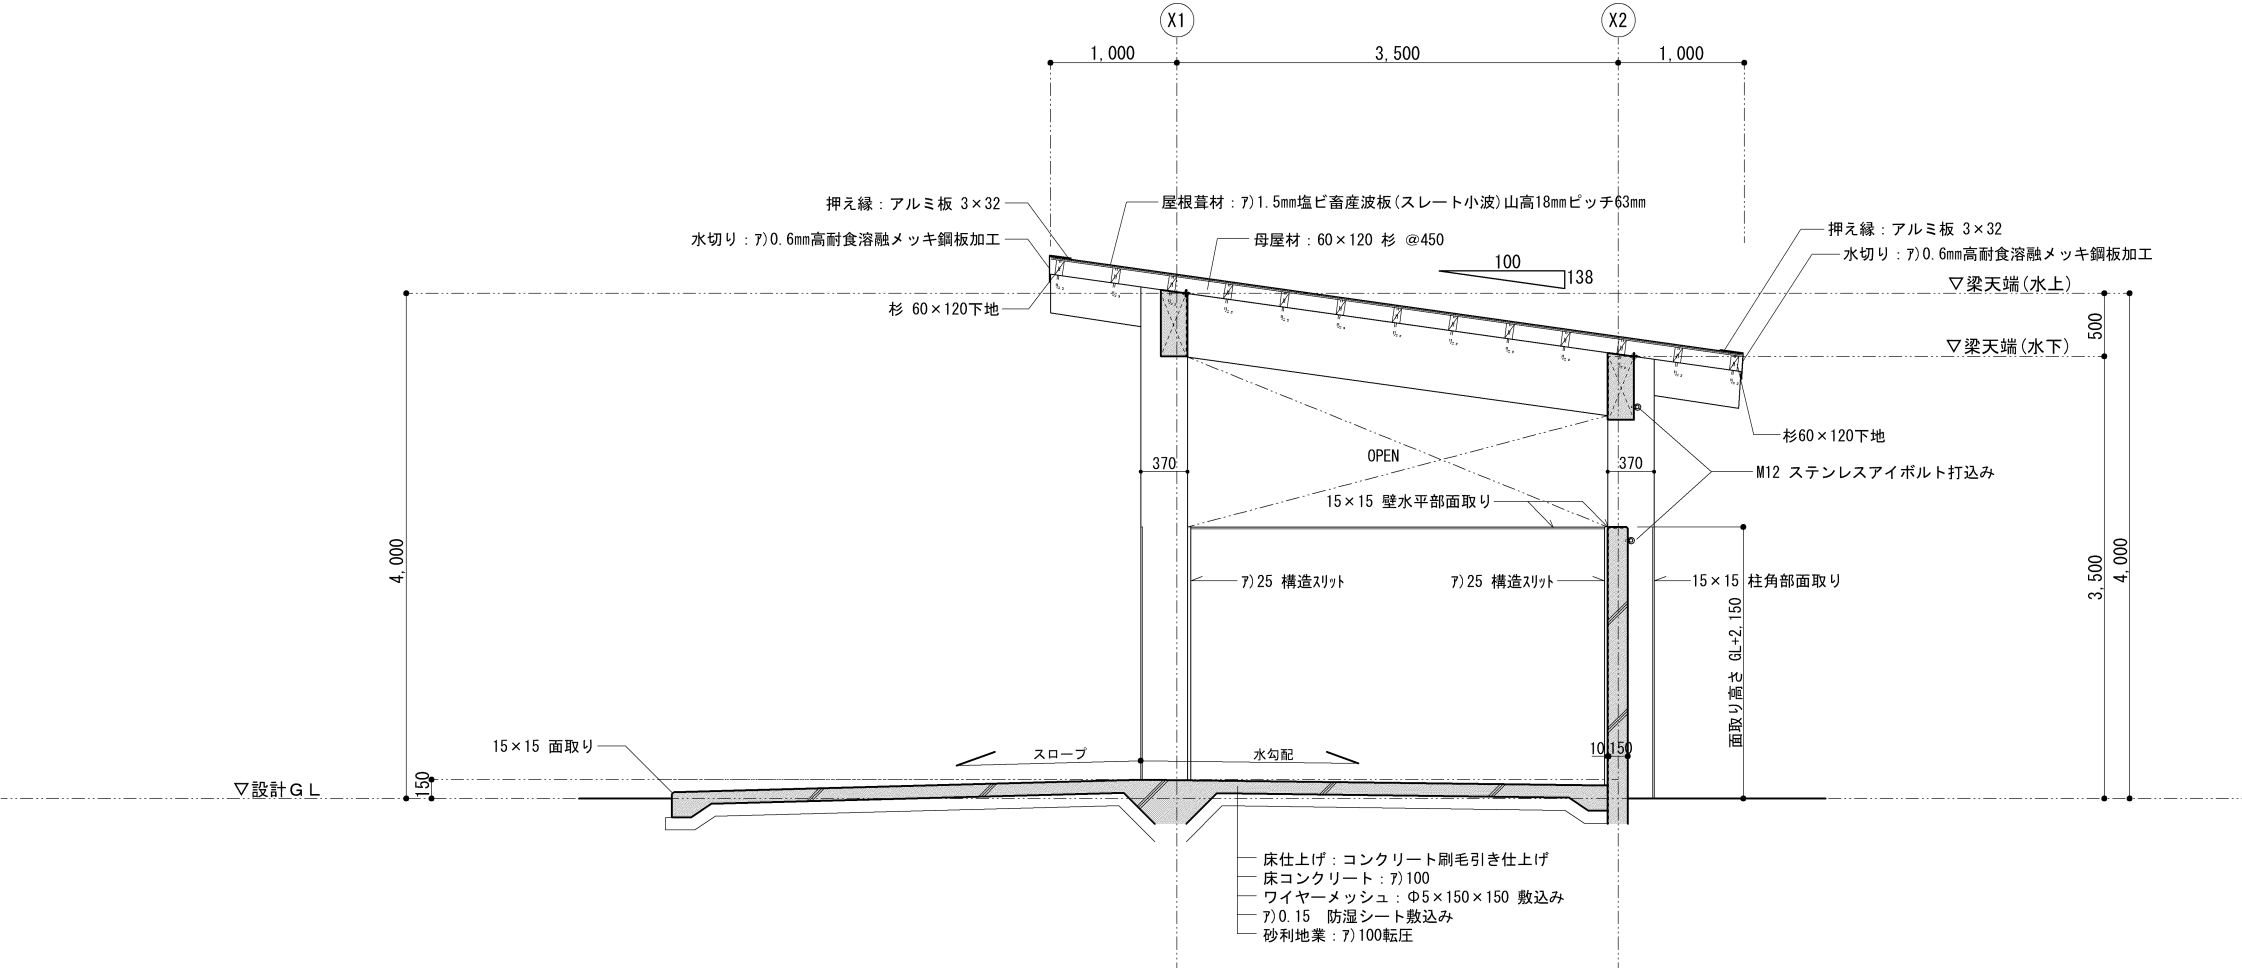 X1
X2
1,000
3,500
1,000
押え縁：アルミ板 3×32
屋根葺材：ｱ)1.5mm塩ビ畜産波板(スレート小波)山高18mmピッチ63mm
押え縁：アルミ板 3×32
水切り：ｱ)0.6mm高耐食溶融メッキ鋼板加工
母屋材：60×120 杉 @450
水切り：ｱ)0.6mm高耐食溶融メッキ鋼板加工
100
138
▽梁天端(水上)
杉 60×120下地
500
▽梁天端(水下)
杉60×120下地
OPEN
370
370
M12 ステンレスアイボルト打込み
15×15 壁水平部面取り
4,000
3,500
4,000
ｱ)25 構造ｽﾘｯﾄ
ｱ)25 構造ｽﾘｯﾄ
15×15 柱角部面取り
面取り高さ GL+2,150
15×15 面取り
スロープ
水勾配
10
150
150
▽設計ＧＬ
床仕上げ：コンクリート刷毛引き仕上げ
床コンクリート：ｱ)100
ワイヤーメッシュ：Φ5×150×150 敷込み
ｱ)0.15　防湿シート敷込み
砂利地業：ｱ)100転圧